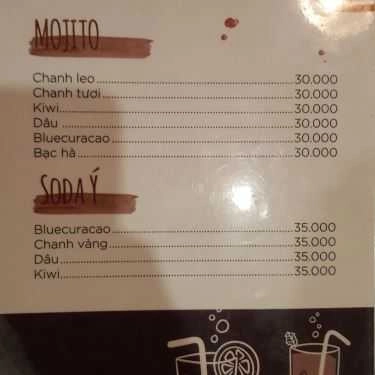 MOJITO
Chanh leo 30.000
Chanh tươi 30.000
Kiwi 30.000
Dâu 30.000
Bluecuracao 30.000
Bạc hà 30.000
SODA Ý
Bluecuracao 35.000
Chanh vảng 35.000
Dâu 35.000
Kiwi 35.000